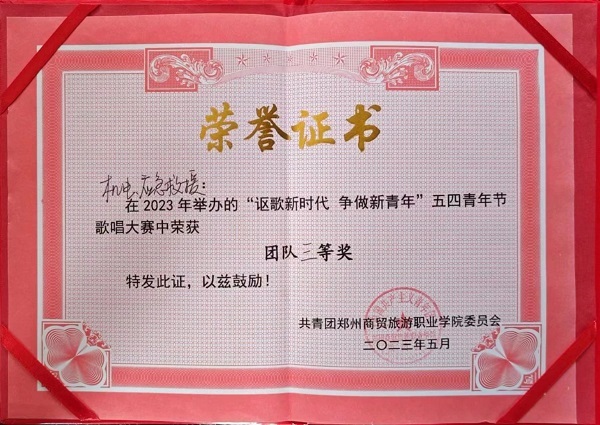 荣誉证书
机电应急救援：
在2023年举办的“讴歌新时代 争做新青年”五四青年节
歌唱大赛中荣获
团队三等奖
特发此证，以兹鼓励！
共青团郑州商贸旅游职业学院委员会
二〇二三年五月